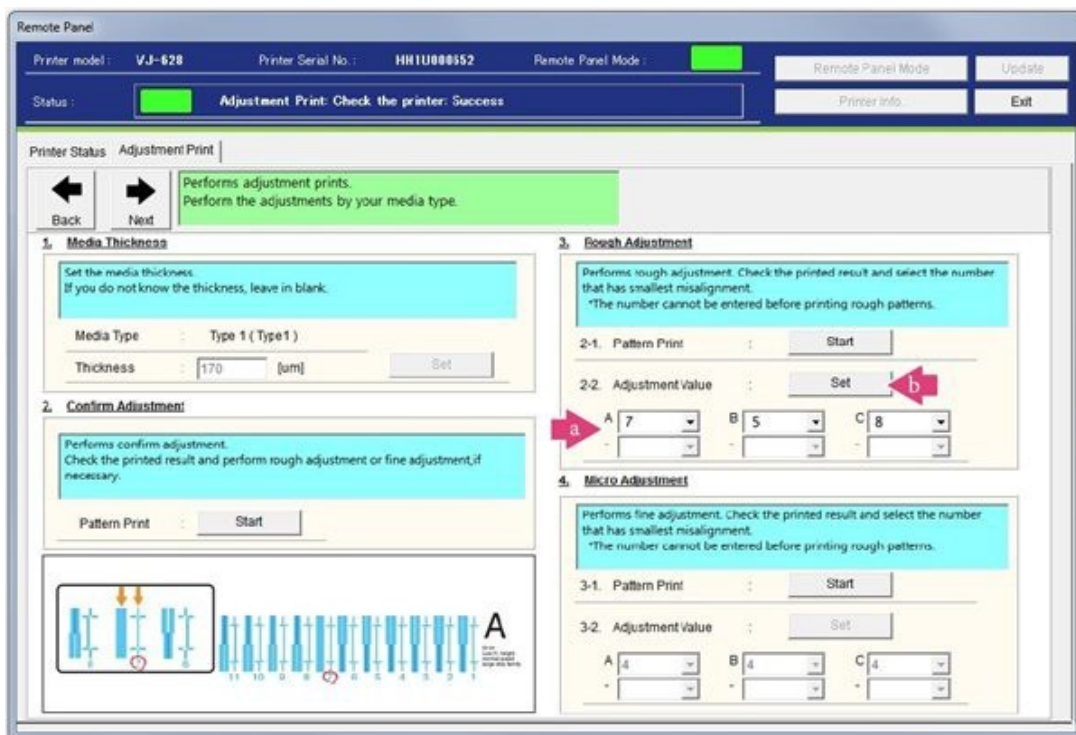 Remote Panel
Printer model : VJ-628 Printer Serial No. : HH1U000652 Remote Panel Mode :
Remote Panel Mode Update
Status : Adjustment Print: Check the printer: Success
Printer Info. Exit
Printer Status Adjustment Print
Back Next
Performs adjustment prints.
Perform the adjustments by your media type.
1. Media Thickness
Set the media thickness.
If you do not know the thickness, leave in blank.
Media Type : Type 1 ( Type1 )
Thickness : 170 [um] Set
2. Confirm Adjustment
Performs confirm adjustment.
Check the printed result and perform rough adjustment or fine adjustment,if
necessary.
Pattern Print : Start
8 7 6
A
11 10 9 8 7 6 5 4 3 2 1
3. Rough Adjustment
Performs rough adjustment. Check the printed result and select the number
that has smallest misalignment.
*The number cannot be entered before printing rough patterns.
2-1. Pattern Print : Start
2-2. Adjustment Value : Set b
a A 7 B 5 C 8
- - -
4. Micro Adjustment
Performs fine adjustment. Check the printed result and select the number
that has smallest misalignment.
*The number cannot be entered before printing rough patterns.
3-1. Pattern Print : Start
3-2. Adjustment Value : Set
A 4 B 4 C 4
- - -